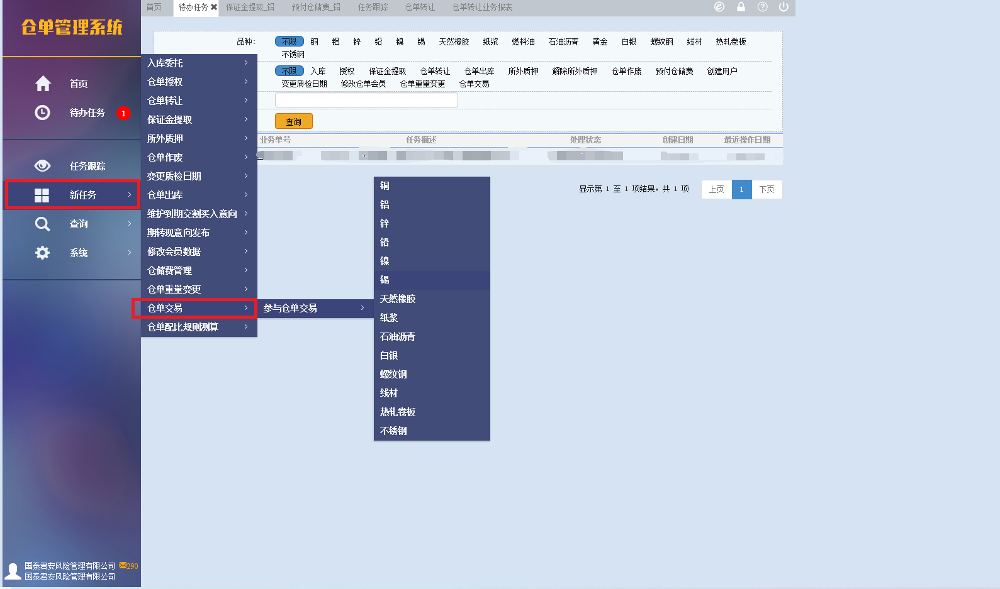 仓单管理系统
首页
待办任务 1
任务跟踪
新任务
查询
系统
国泰君安风险管理有限公司 290
国泰君安风险管理有限公司
首页 待办任务 保证金提取_铅 预付仓储费_铅 任务跟踪 仓单转让 仓单转让业务报表
品种: 不限 铜 铝 锌 铅 镍 锡 天然橡胶 纸浆 燃料油 石油沥青 黄金 白银 螺纹钢 线材 热轧卷板
不锈钢
不限 入库 授权 保证金提取 仓单转让 仓单出库 所外质押 解除所外质押 仓单作废 预付仓储费 创建用户
变更质检日期 修改仓单会员 仓单重量变更 仓单交易
查询
业务单号 任务描述 处理状态 创建日期 最近操作日期
显示第 1 至 1 项结果，共 1 项 上页 1 下页
入库委托
仓单授权
仓单转让
保证金提取
所外质押
仓单作废
变更质检日期
仓单出库
维护到期交割买入意向
期转现意向发布
修改会员数据
仓储费管理
仓单重量变更
仓单交易
仓单配比规则测算
参与仓单交易
铜
铝
锌
铅
镍
锡
天然橡胶
纸浆
石油沥青
白银
螺纹钢
线材
热轧卷板
不锈钢